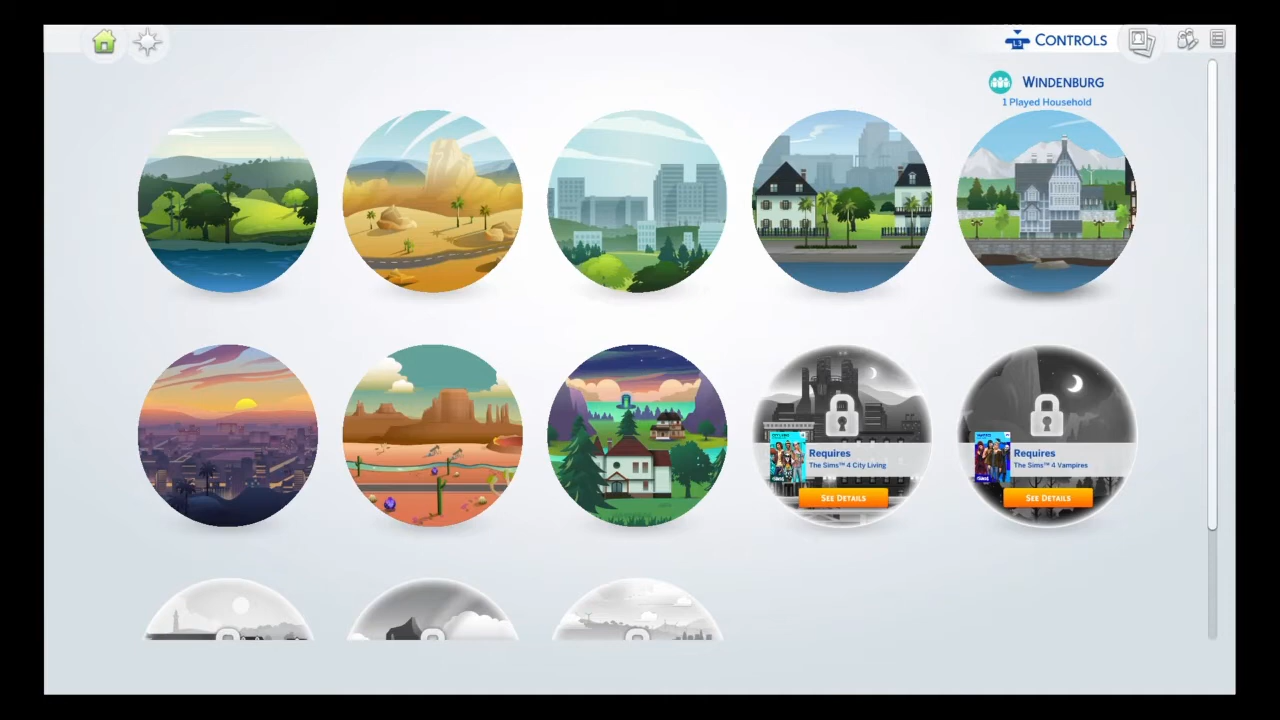 L3 CONTROLS
WINDENBURG
1 Played Household
Requires
The Sims™ 4 City Living
SEE DETAILS
Requires
The Sims™ 4 Vampires
SEE DETAILS